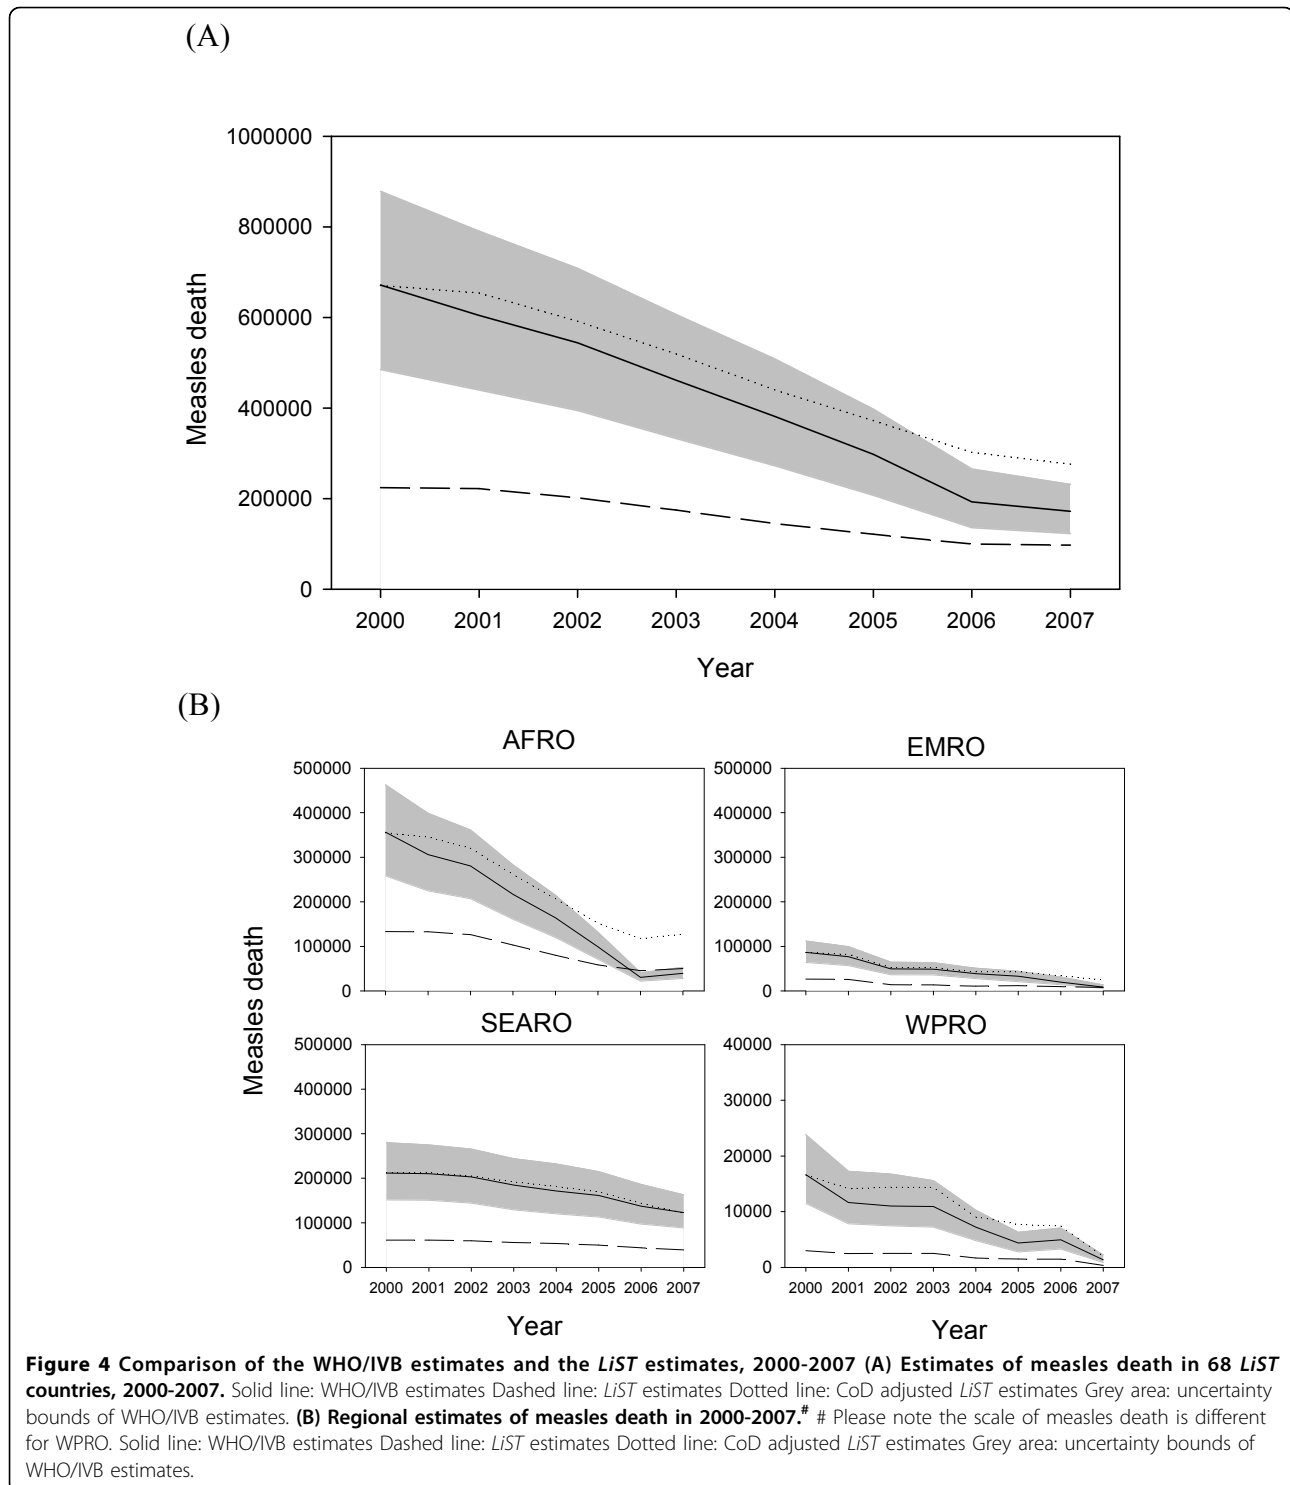 (A)
1000000
800000
600000
400000
200000
0
Measles death
2000 2001 2002 2003 2004 2005 2006 2007
Year
(B)
AFRO
500000
400000
300000
200000
100000
0
EMRO
500000
400000
300000
200000
100000
0
Measles death
SEARO
500000
400000
300000
200000
100000
0
2000 2001 2002 2003 2004 2005 2006 2007
Year
WPRO
40000
30000
20000
10000
0
2000 2001 2002 2003 2004 2005 2006 2007
Year
Figure 4 Comparison of the WHO/IVB estimates and the LiST estimates, 2000-2007 (A) Estimates of measles death in 68 LiST
countries, 2000-2007. Solid line: WHO/IVB estimates Dashed line: LiST estimates Dotted line: CoD adjusted LiST estimates Grey area: uncertainty
bounds of WHO/IVB estimates. (B) Regional estimates of measles death in 2000-2007.# # Please note the scale of measles death is different
for WPRO. Solid line: WHO/IVB estimates Dashed line: LiST estimates Dotted line: CoD adjusted LiST estimates Grey area: uncertainty bounds of
WHO/IVB estimates.